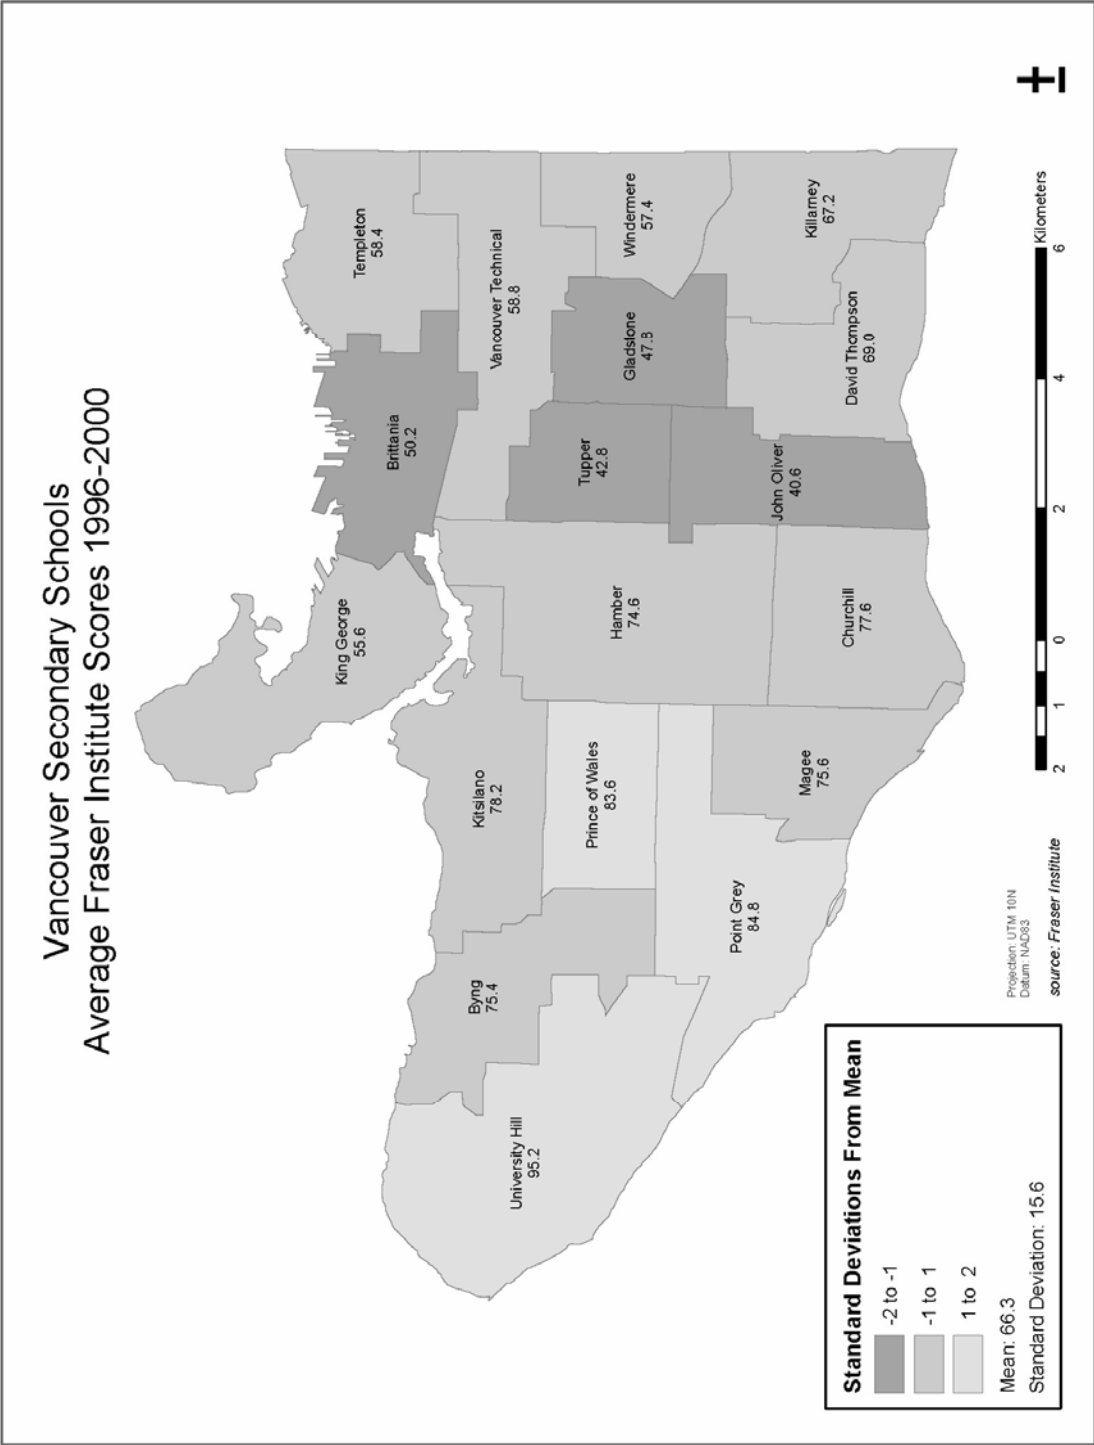 Vancouver Secondary Schools
Average Fraser Institute Scores 1996-2000
King George
55.6
Brittania
50.2
Templeton
58.4
Vancouver Technical
58.8
Kitsilano
78.2
Byng
75.4
University Hill
95.2
Prince of Wales
83.6
Hamber
74.6
Tupper
42.8
Gladstone
47.8
Windermere
57.4
Point Grey
84.8
Magee
75.6
Churchill
77.6
John Oliver
40.6
David Thompson
69.0
Killarney
67.2
Standard Deviations From Mean
-2 to -1
-1 to 1
1 to 2
Mean: 66.3
Standard Deviation: 15.6
Projection: UTM 10N
Datum: NAD83
source: Fraser Institute
2 1 0 2 4 6
Kilometers